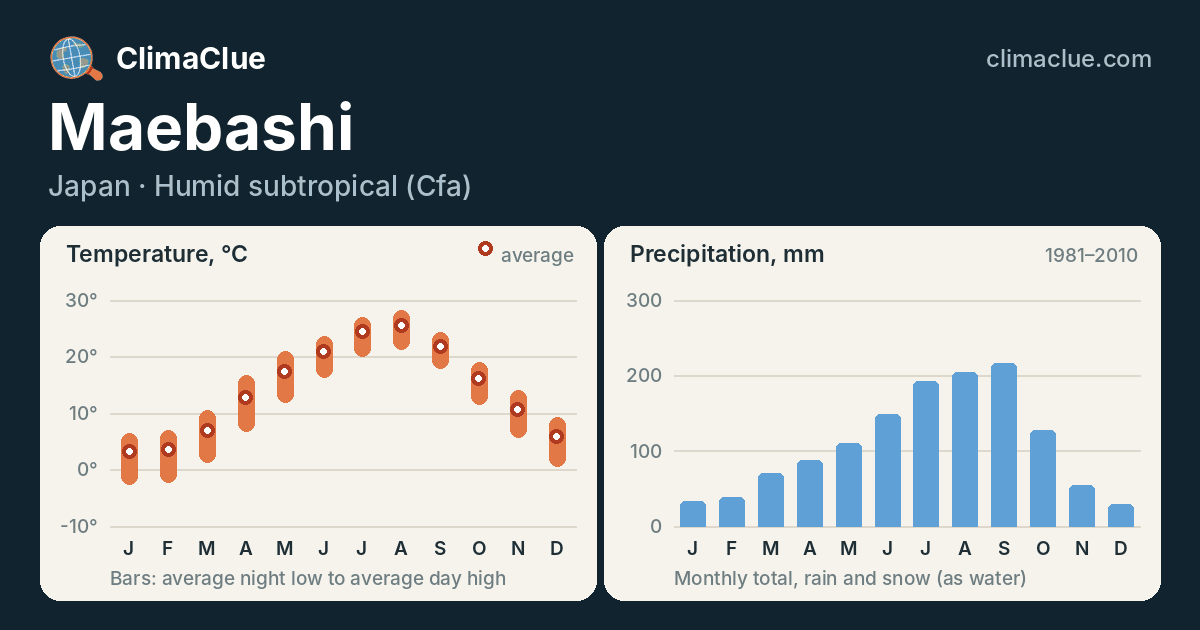 ClimaClue
climaclue.com
Maebashi
Japan · Humid subtropical (Cfa)
Temperature, °C
average
30°
20°
10°
0°
-10°
J F M A M J J A S O N D
Bars: average night low to average day high
Precipitation, mm
1981–2010
300
200
100
0
J F M A M J J A S O N D
Monthly total, rain and snow (as water)